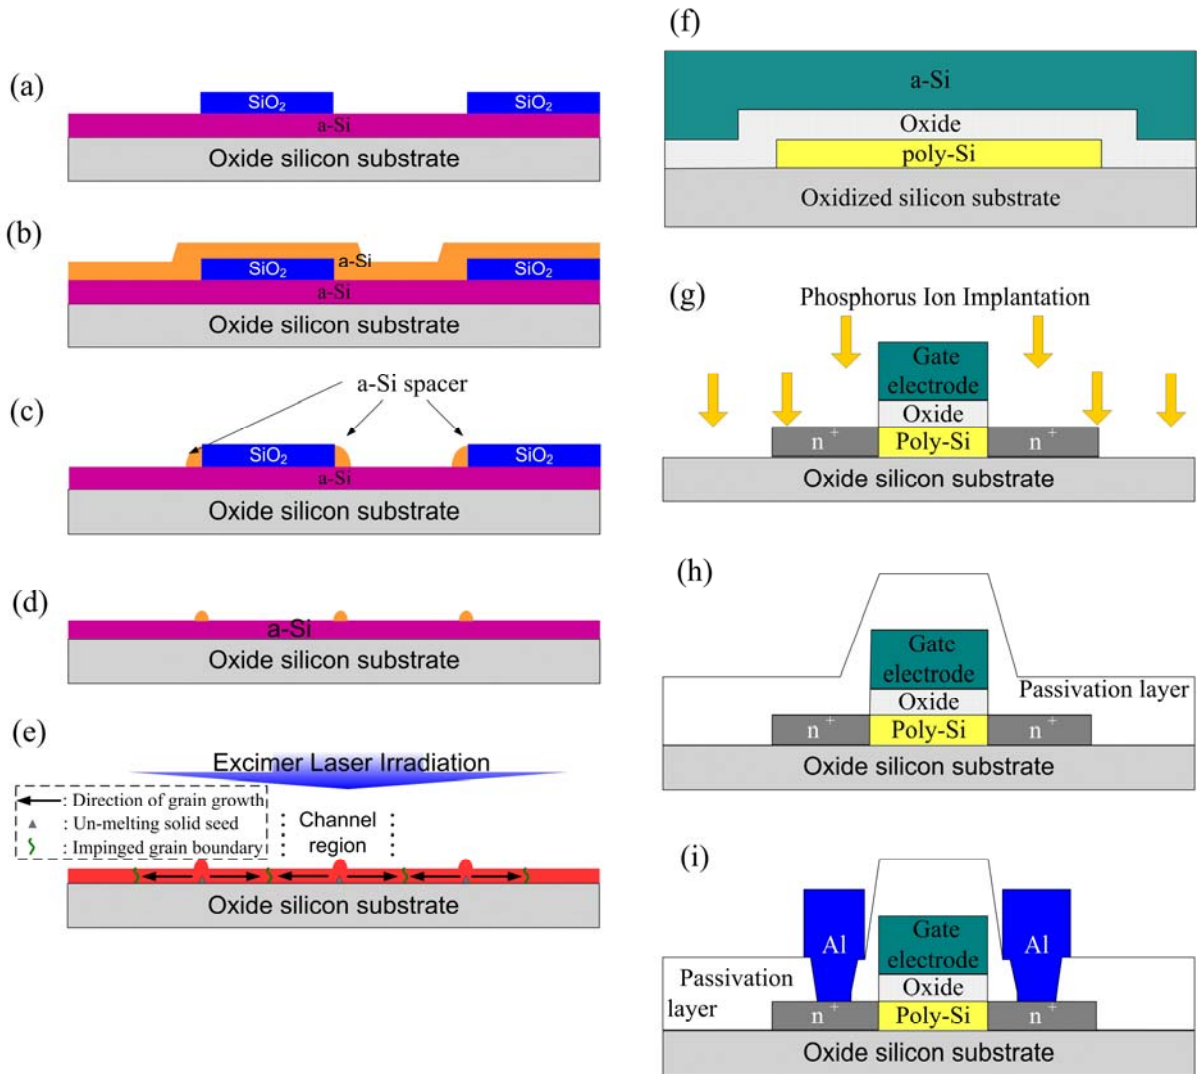 (a)
SiO2
SiO2
a-Si
Oxide silicon substrate
(b)
SiO2
a-Si
SiO2
a-Si
Oxide silicon substrate
a-Si spacer
(c)
SiO2
SiO2
a-Si
Oxide silicon substrate
(d)
a-Si
Oxide silicon substrate
(e)
Excimer Laser Irradiation
: Direction of grain growth
: Un-melting solid seed
: Impinged grain boundary
Channel
region
Oxide silicon substrate
(f)
a-Si
Oxide
poly-Si
Oxidized silicon substrate
(g)
Phosphorus Ion Implantation
Gate
electrode
Oxide
n+
Poly-Si
n+
Oxide silicon substrate
(h)
Gate
electrode
Passivation layer
Oxide
n+
Poly-Si
n+
Oxide silicon substrate
(i)
Al
Gate
electrode
Al
Passivation
layer
Oxide
n+
Poly-Si
n+
Oxide silicon substrate